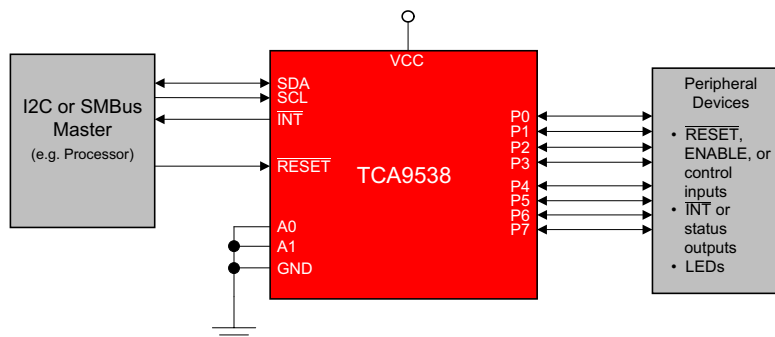 VCC
I2C or SMBus
Master
(e.g. Processor)
SDA
SCL
INT
RESET
A0
A1
GND
TCA9538
P0
P1
P2
P3
P4
P5
P6
P7
Peripheral
Devices
• RESET,
ENABLE, or
control
inputs
• INT or
status
outputs
• LEDs